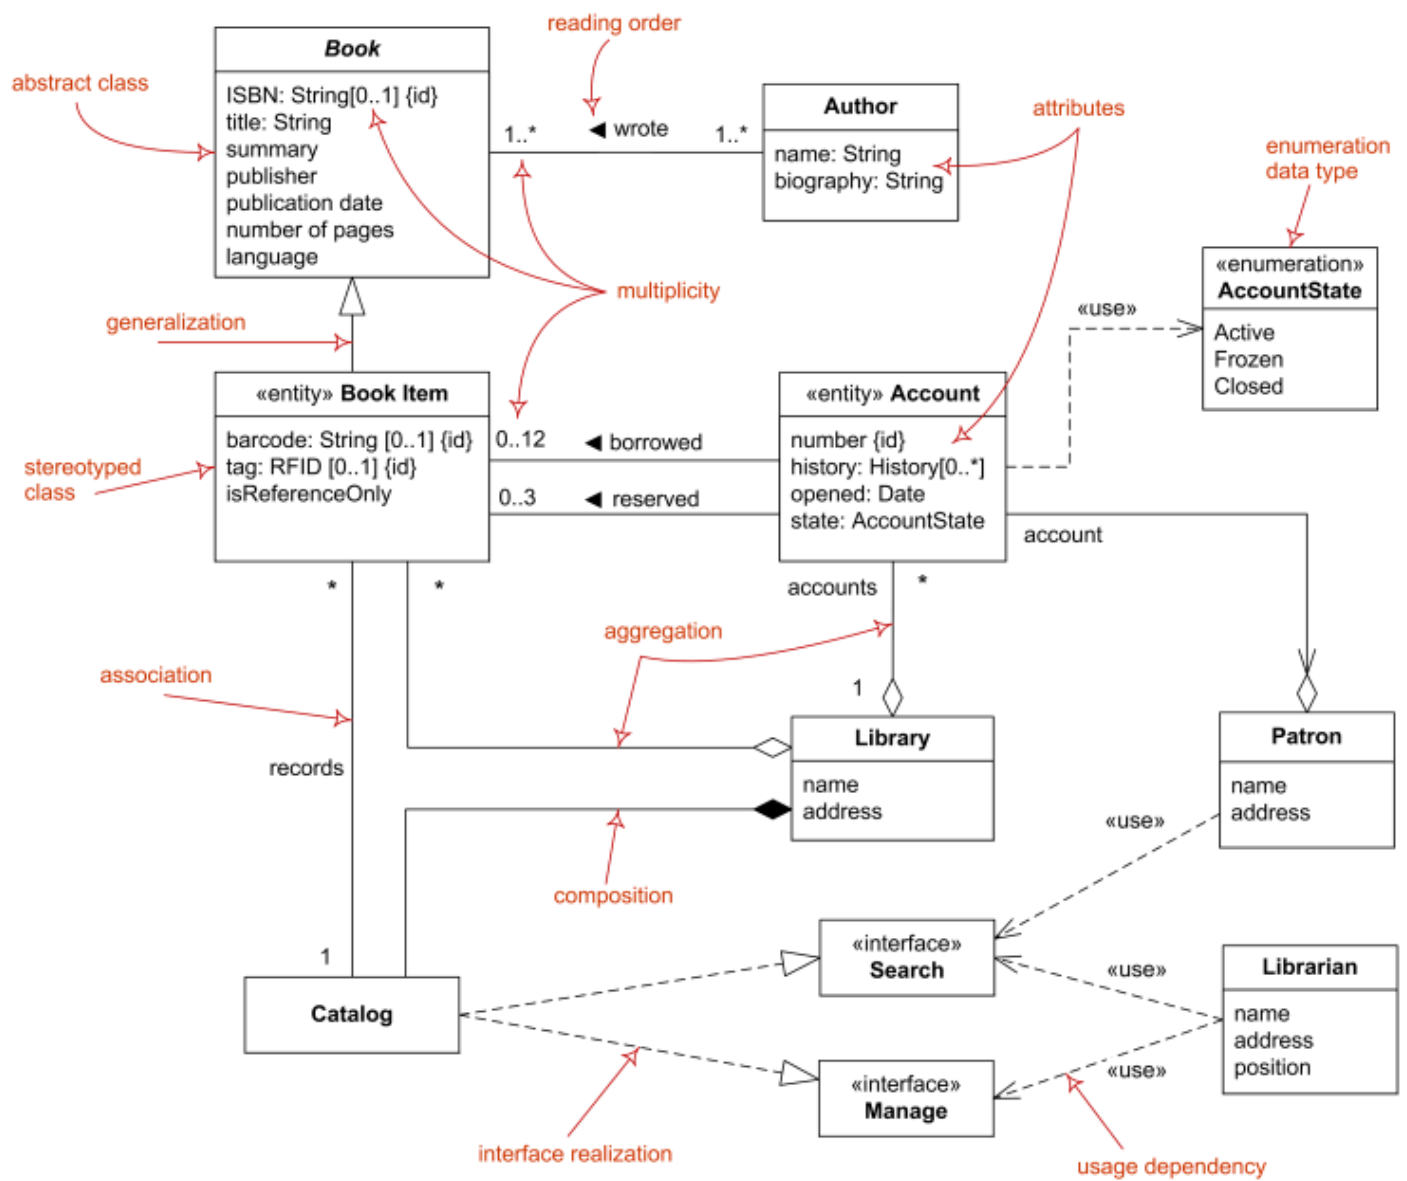 reading order
Book
abstract class
ISBN: String[0..1] {id}
title: String
summary
publisher
publication date
number of pages
language
1..*
◀ wrote
1..*
Author
name: String
biography: String
attributes
enumeration
data type
multiplicity
«enumeration»
AccountState
Active
Frozen
Closed
«use»
generalization
«entity» Book Item
barcode: String [0..1] {id}
tag: RFID [0..1] {id}
isReferenceOnly
stereotyped
class
0..12
◀ borrowed
0..3
◀ reserved
«entity» Account
number {id}
history: History[0..*]
opened: Date
state: AccountState
account
*
*
accounts
*
aggregation
association
1
records
Library
name
address
Patron
name
address
«use»
composition
1
Catalog
«interface»
Search
«use»
Librarian
name
address
position
«interface»
Manage
«use»
interface realization
usage dependency